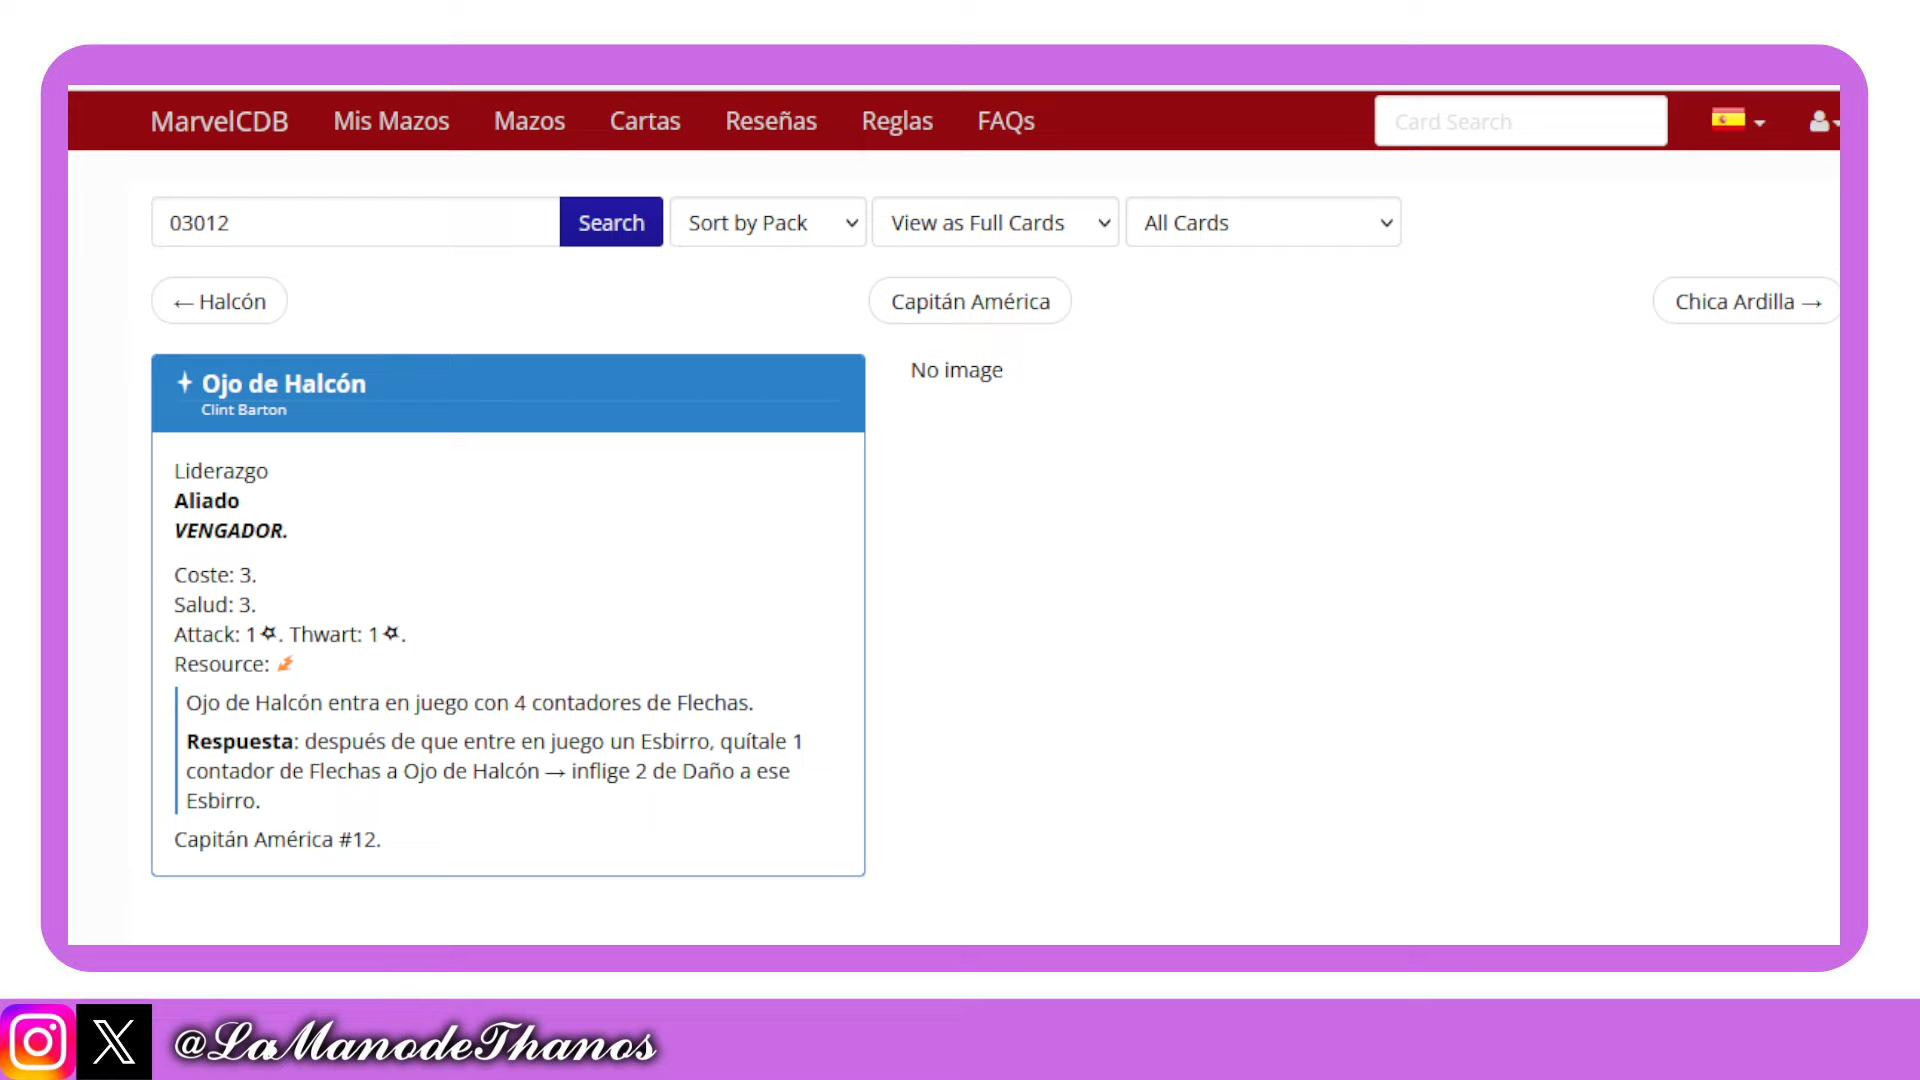 MarvelCDB Mis Mazos Mazos Cartas Reseñas Reglas FAQs Card Search
03012 Search Sort by Pack View as Full Cards All Cards
← Halcón Capitán América Chica Ardilla →
Ojo de Halcón
Clint Barton
No image
Liderazgo
Aliado
VENGADOR.
Coste: 3.
Salud: 3.
Attack: 1. Thwart: 1.
Resource:
Ojo de Halcón entra en juego con 4 contadores de Flechas.
Respuesta: después de que entre en juego un Esbirro, quítale 1
contador de Flechas a Ojo de Halcón → inflige 2 de Daño a ese
Esbirro.
Capitán América #12.
@LaManodeThanos